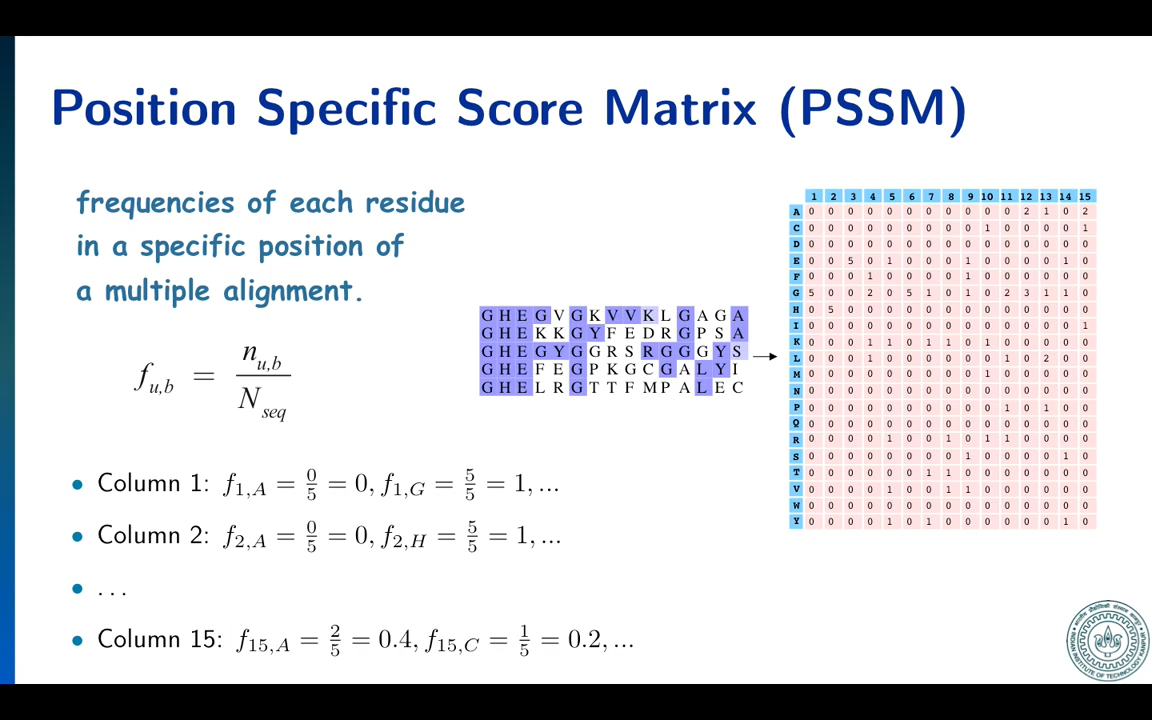 Position Specific Score Matrix (PSSM)
frequencies of each residue
in a specific position of
a multiple alignment.
f_{u,b} = n_{u,b} / N_{seq}
G H E G V G K V V K L G A G A
G H E K K G Y F E D R G P S A
G H E G Y G G R S R G G G Y S
G H E F E G P K G C G A L Y I
G H E L R G T T F M P A L E C
1 2 3 4 5 6 7 8 9 10 11 12 13 14 15
A 0 0 0 0 0 0 0 0 0 0 0 2 1 0 2
C 0 0 0 0 0 0 0 0 0 1 0 0 0 0 1
D 0 0 0 0 0 0 0 0 0 0 0 0 0 0 0
E 0 0 5 0 1 0 0 0 1 0 0 0 0 1 0
F 0 0 0 1 0 0 0 0 1 0 0 0 0 0 0
G 5 0 0 2 0 5 1 0 1 0 2 3 1 1 0
H 0 5 0 0 0 0 0 0 0 0 0 0 0 0 0
I 0 0 0 0 0 0 0 0 0 0 0 0 0 0 1
K 0 0 0 1 1 0 1 1 0 1 0 0 0 0 0
L 0 0 0 1 0 0 0 0 0 0 1 0 2 0 0
M 0 0 0 0 0 0 0 0 0 1 0 0 0 0 0
N 0 0 0 0 0 0 0 0 0 0 0 0 0 0 0
P 0 0 0 0 0 0 0 0 0 0 1 0 1 0 0
Q 0 0 0 0 0 0 0 0 0 0 0 0 0 0 0
R 0 0 0 0 1 0 0 1 0 1 1 0 0 0 0
S 0 0 0 0 0 0 0 0 1 0 0 0 0 1 0
T 0 0 0 0 0 0 1 1 0 0 0 0 0 0 0
V 0 0 0 0 1 0 0 1 1 0 0 0 0 0 0
W 0 0 0 0 0 0 0 0 0 0 0 0 0 0 0
Y 0 0 0 0 1 0 1 0 0 0 0 0 0 1 0
• Column 1: f_{1,A} = 0/5 = 0, f_{1,G} = 5/5 = 1, ...
• Column 2: f_{2,A} = 0/5 = 0, f_{2,H} = 5/5 = 1, ...
• . . .
• Column 15: f_{15,A} = 2/5 = 0.4, f_{15,C} = 1/5 = 0.2, ...
INDIAN INSTITUTE OF TECHNOLOGY KANPUR